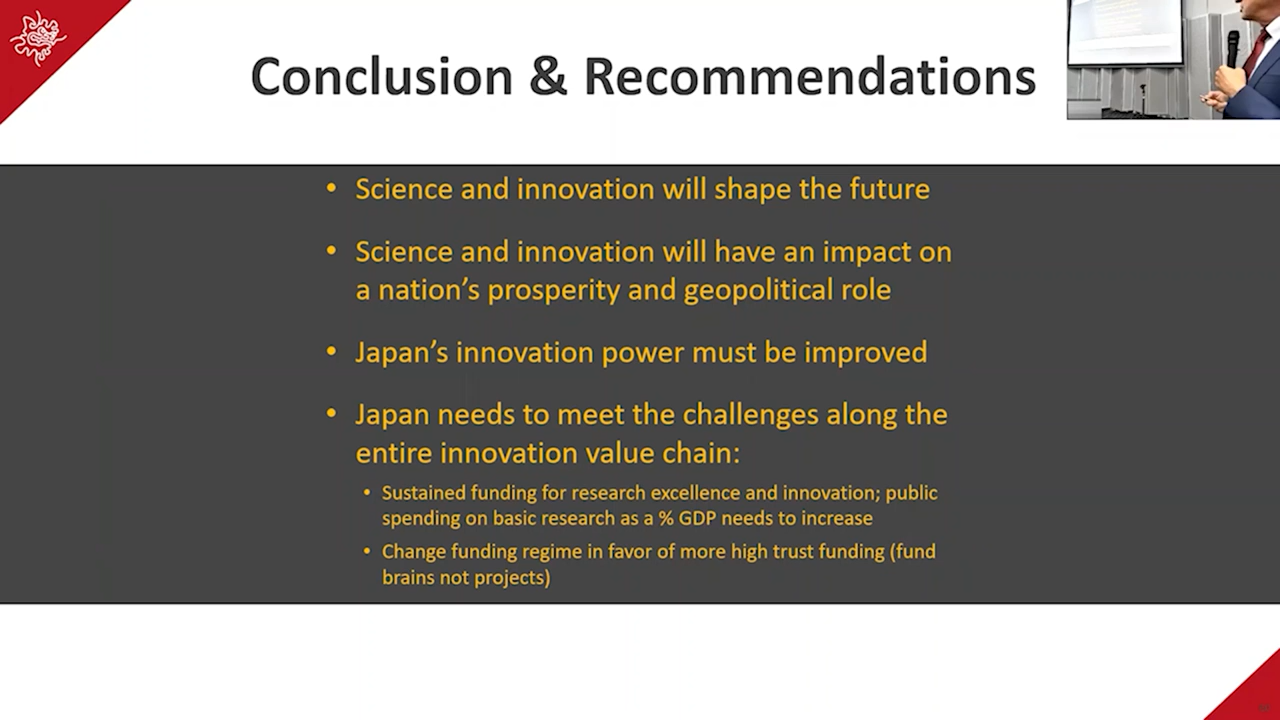 Conclusion & Recommendations
• Science and innovation will shape the future
• Science and innovation will have an impact on
a nation’s prosperity and geopolitical role
• Japan’s innovation power must be improved
• Japan needs to meet the challenges along the
entire innovation value chain:
• Sustained funding for research excellence and innovation; public
spending on basic research as a % GDP needs to increase
• Change funding regime in favor of more high trust funding (fund
brains not projects)